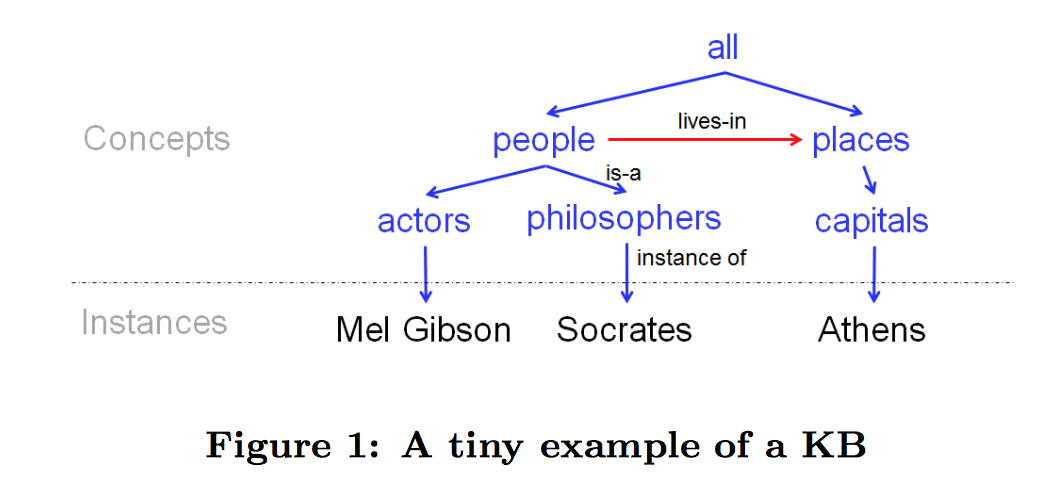 all
lives-in
Concepts
people
places
is-a
actors
philosophers
capitals
instance of
Instances
Mel Gibson
Socrates
Athens
Figure 1: A tiny example of a KB